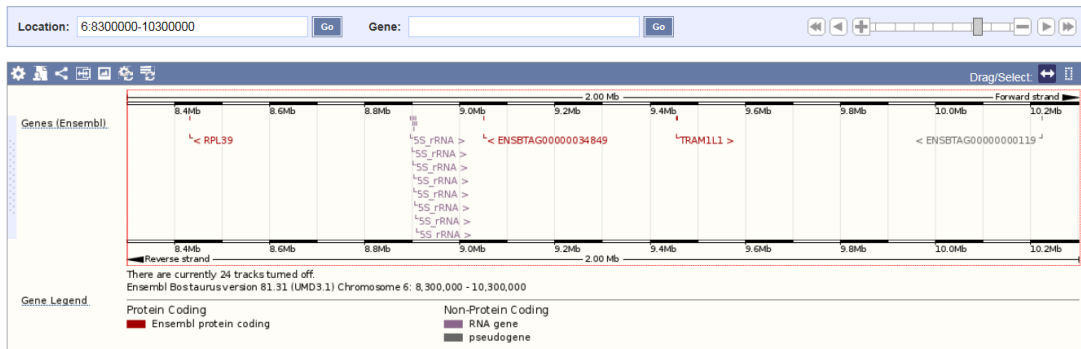 Location: 6:8300000-10300000 Go Gene: Go
Drag/Select:
2.00 Mb Forward strand
8.4Mb 8.6Mb 8.8Mb 9.0Mb 9.2Mb 9.4Mb 9.6Mb 9.8Mb 10.0Mb 10.2Mb
Genes (Ensembl)
< RPL39 5S_rRNA > < ENSBTAG00000034849 TRAM1L1 > < ENSBTAG00000000119
5S_rRNA >
5S_rRNA >
5S_rRNA >
5S_rRNA >
5S_rRNA >
5S_rRNA >
5S_rRNA >
8.4Mb 8.6Mb 8.8Mb 9.0Mb 9.2Mb 9.4Mb 9.6Mb 9.8Mb 10.0Mb 10.2Mb
Reverse strand 2.00 Mb
There are currently 24 tracks turned off.
Ensembl Bos taurus version 81.31 (UMD3.1) Chromosome 6: 8,300,000 - 10,300,000
Gene Legend
Protein Coding Non-Protein Coding
Ensembl protein coding RNA gene
pseudogene